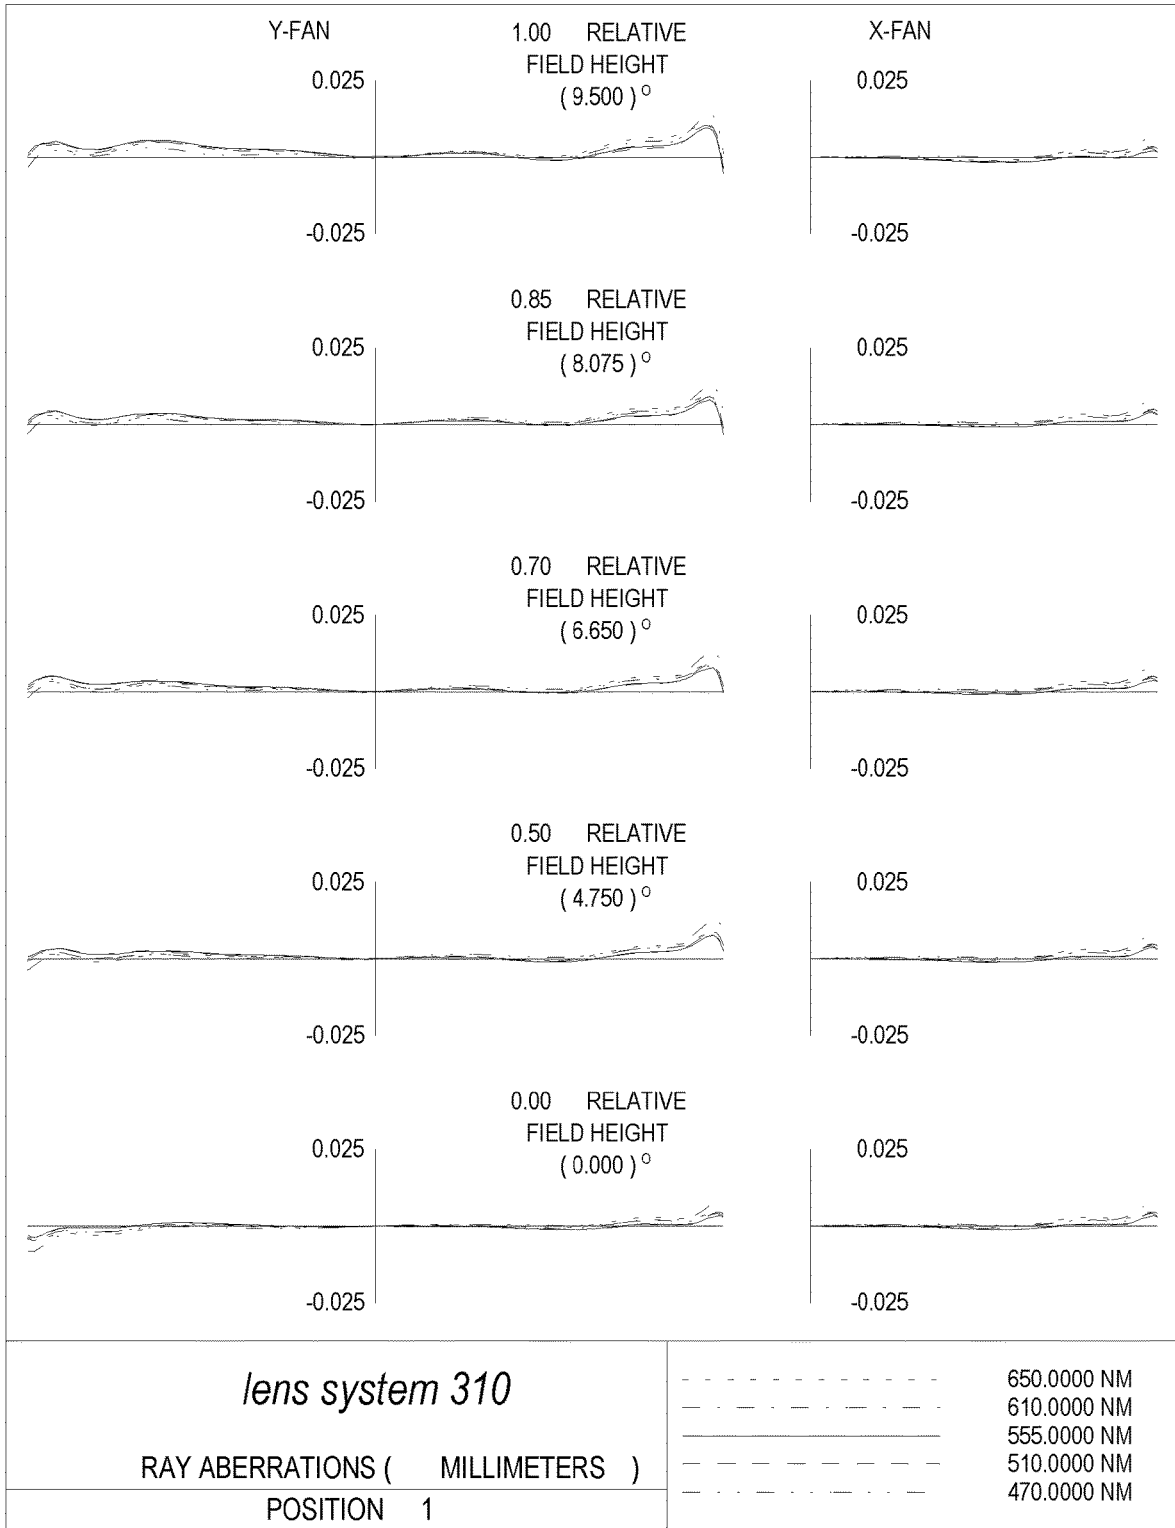 Y-FAN 1.00 RELATIVE X-FAN
FIELD HEIGHT
0.025 ( 9.500 ) º 0.025
-0.025 -0.025
0.85 RELATIVE
FIELD HEIGHT
0.025 ( 8.075 ) º 0.025
-0.025 -0.025
0.70 RELATIVE
FIELD HEIGHT
0.025 ( 6.650 ) º 0.025
-0.025 -0.025
0.50 RELATIVE
FIELD HEIGHT
0.025 ( 4.750 ) º 0.025
-0.025 -0.025
0.00 RELATIVE
FIELD HEIGHT
0.025 ( 0.000 ) º 0.025
-0.025 -0.025
lens system 310
RAY ABERRATIONS ( MILLIMETERS )
POSITION 1
650.0000 NM
610.0000 NM
555.0000 NM
510.0000 NM
470.0000 NM